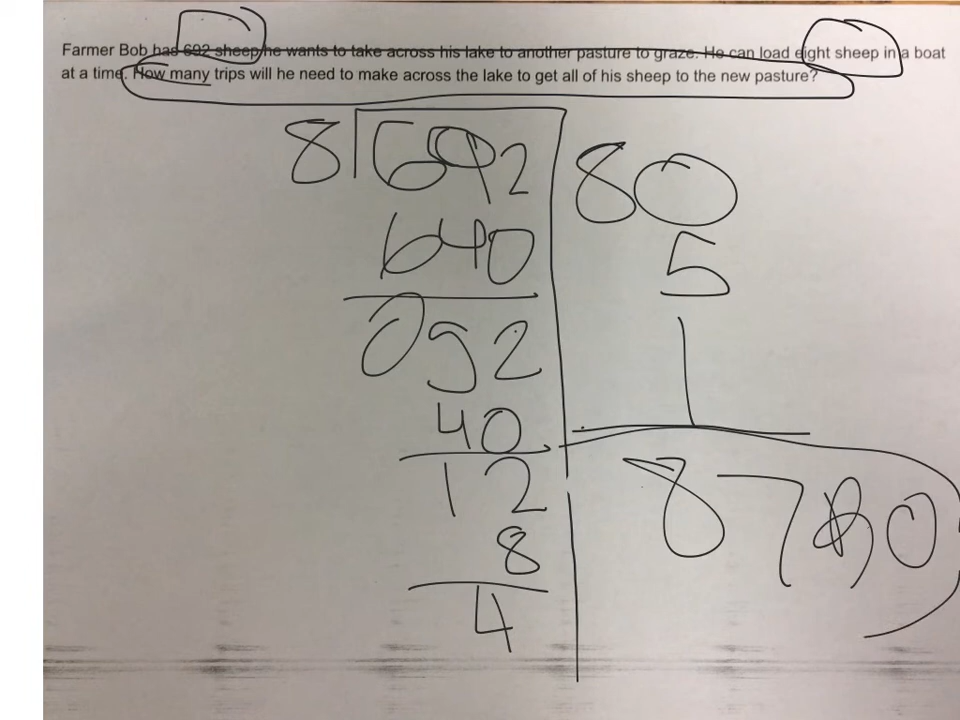 Farmer Bob has 692 sheep he wants to take across his lake to another pasture to graze. He can load eight sheep in a boat
at a time. How many trips will he need to make across the lake to get all of his sheep to the new pasture?
8 692 80
640 5
052 1
40
12 87
8
4